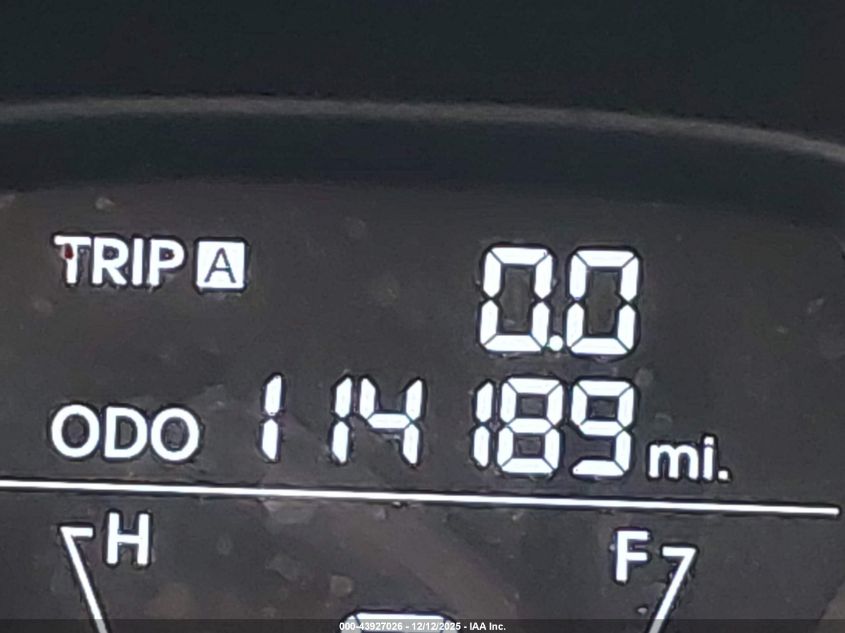 TRIP A 0.0
ODO 114189 mi.
H F
000-43927026 - 12/12/2025 - IAA Inc.